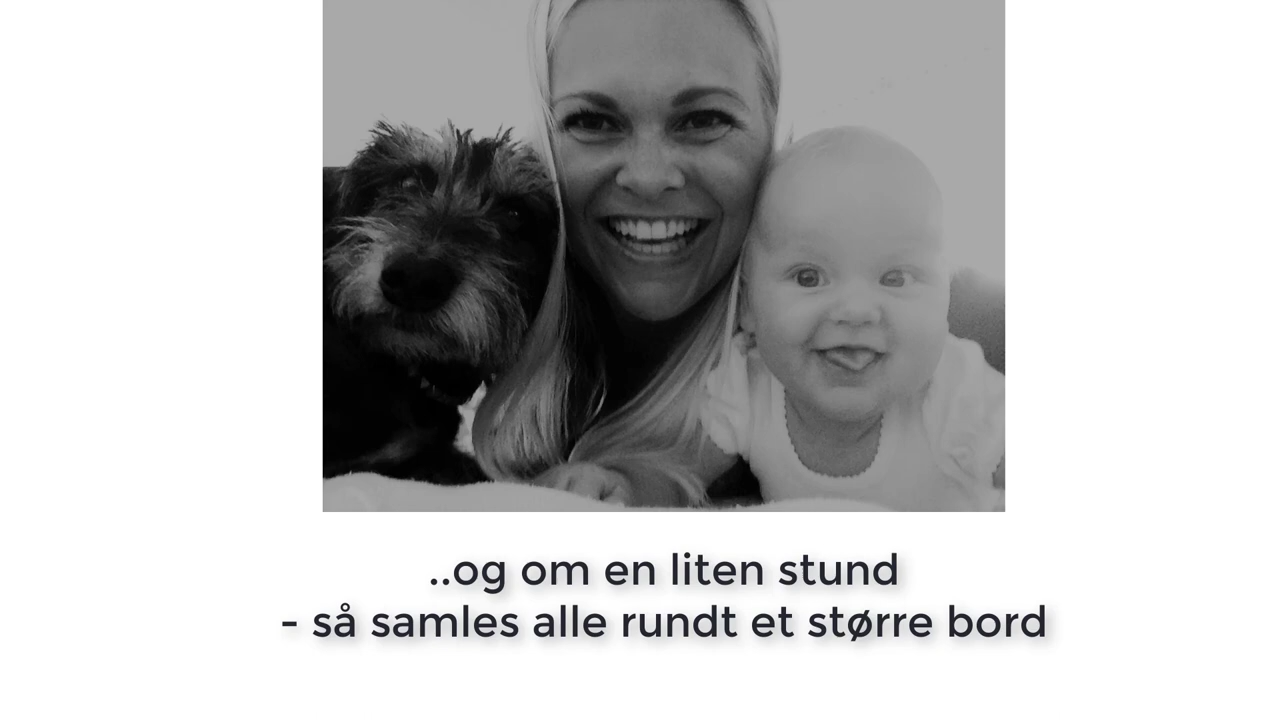 ..og om en liten stund
- så samles alle rundt et større bord